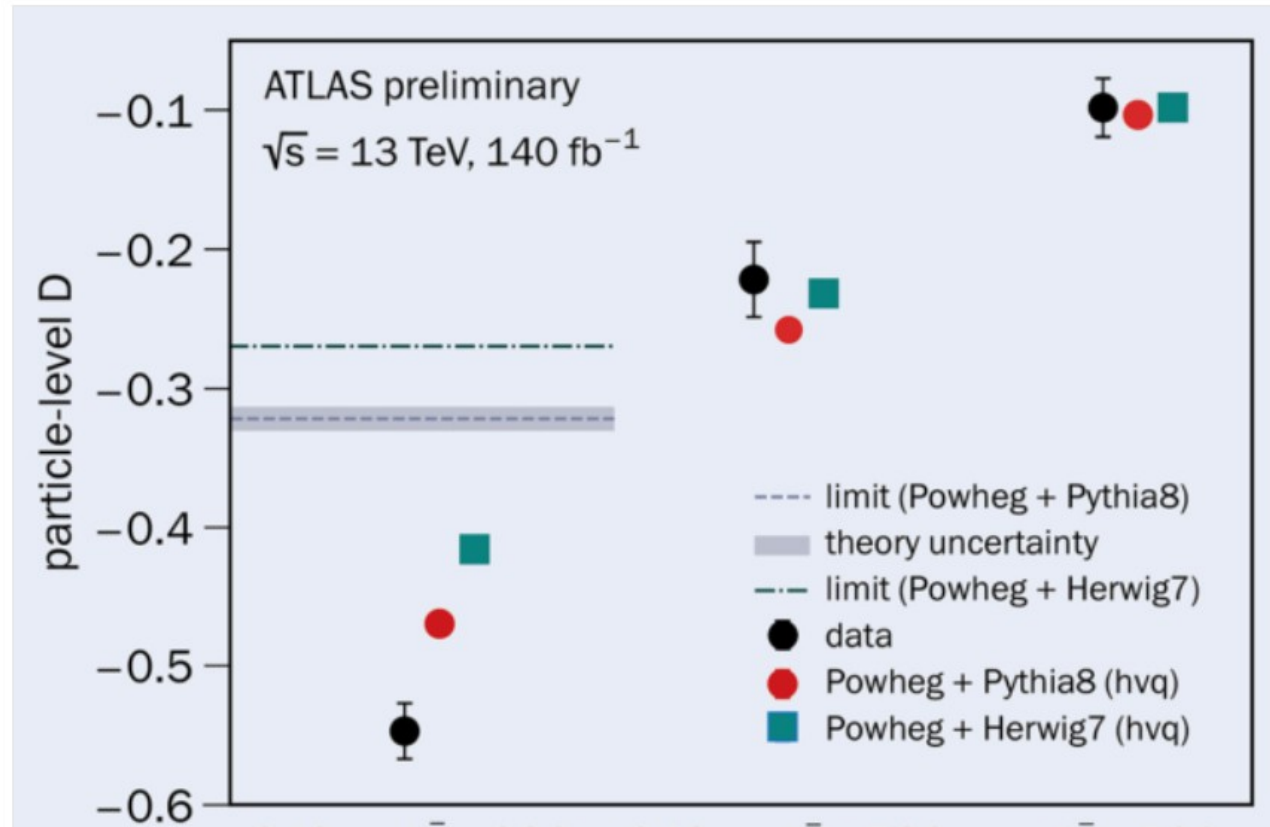 ATLAS preliminary
√s = 13 TeV, 140 fb⁻¹
particle-level D
−0.1
−0.2
−0.3
−0.4
−0.5
−0.6
limit (Powheg + Pythia8)
theory uncertainty
limit (Powheg + Herwig7)
data
Powheg + Pythia8 (hvq)
Powheg + Herwig7 (hvq)